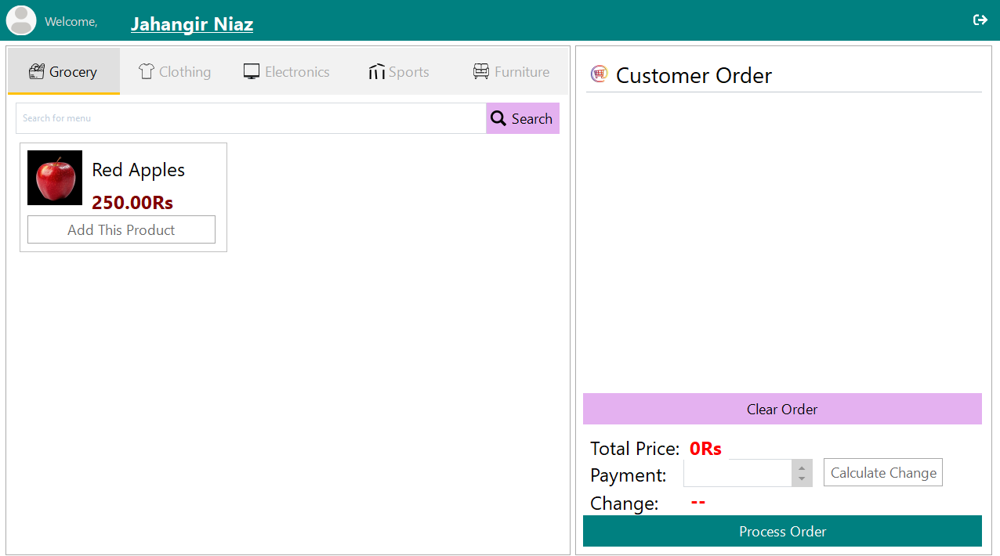 Welcome, Jahangir Niaz
Grocery Clothing Electronics Sports Furniture
Search for menu Search
Red Apples
250.00Rs
Add This Product
Customer Order
Clear Order
Total Price: 0Rs
Payment: Calculate Change
Change: --
Process Order